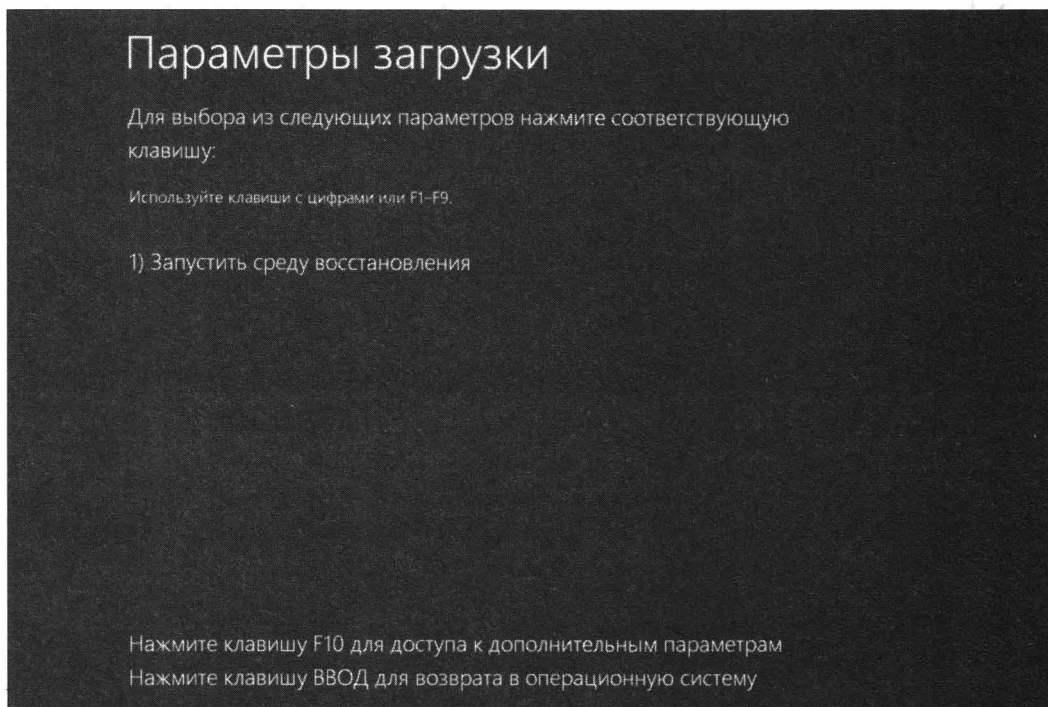 Параметры загрузки
Для выбора из следующих параметров нажмите соответствующую
клавишу:
Используйте клавиши с цифрами или F1–F9.
1) Запустить среду восстановления
Нажмите клавишу F10 для доступа к дополнительным параметрам
Нажмите клавишу ВВОД для возврата в операционную систему